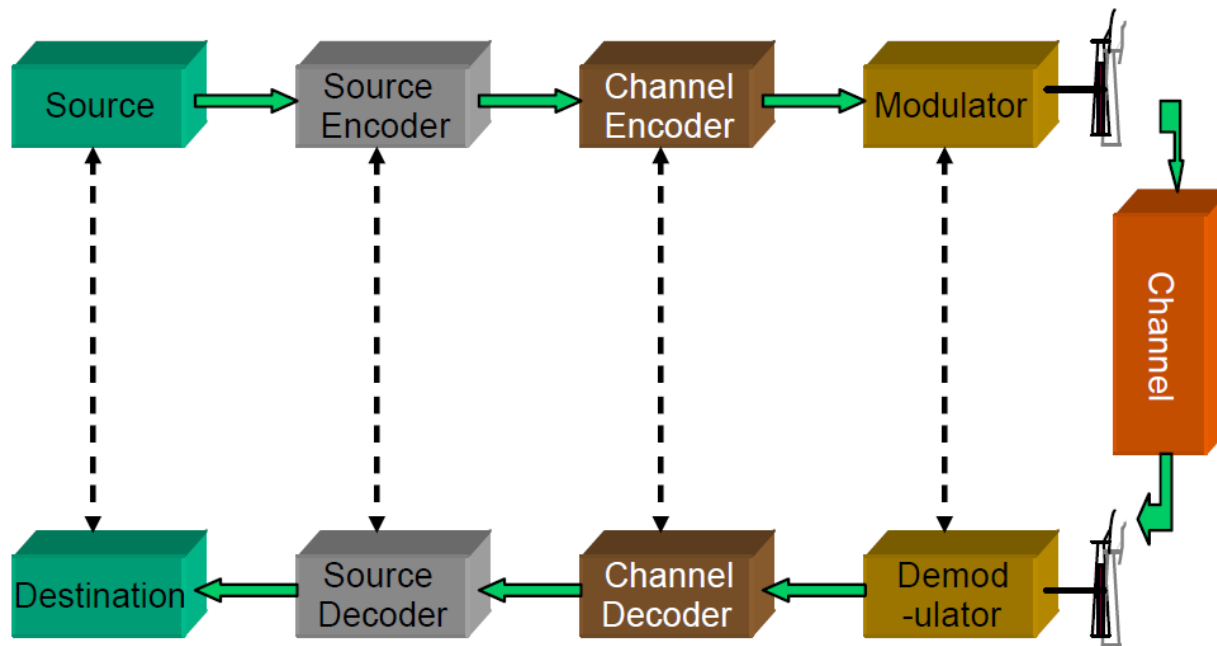 Source
Source
Encoder
Channel
Encoder
Modulator
Channel
Destination
Source
Decoder
Channel
Decoder
Demod
-ulator